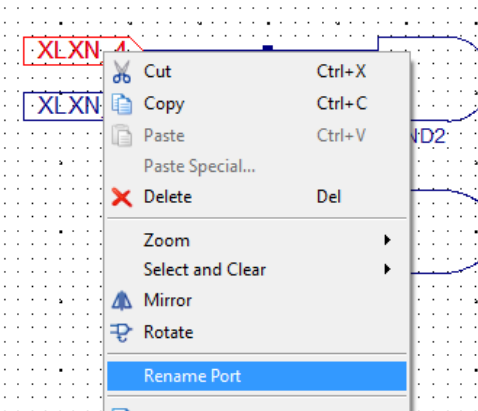 XLXN_4
XLXN
Cut Ctrl+X
Copy Ctrl+C
Paste Ctrl+V
ND2
Paste Special...
Delete Del
Zoom
Select and Clear
Mirror
Rotate
Rename Port